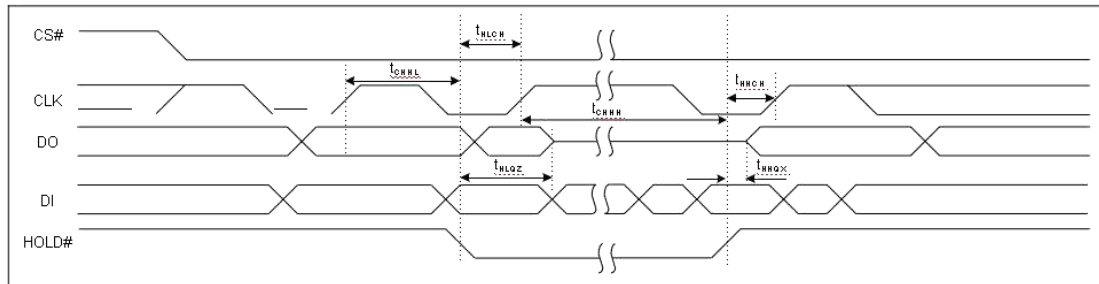 CS#
tHLCH
tCHHL
tHHCH
CLK
tCHHH
DO
tHLQZ
tHHQX
DI
HOLD#